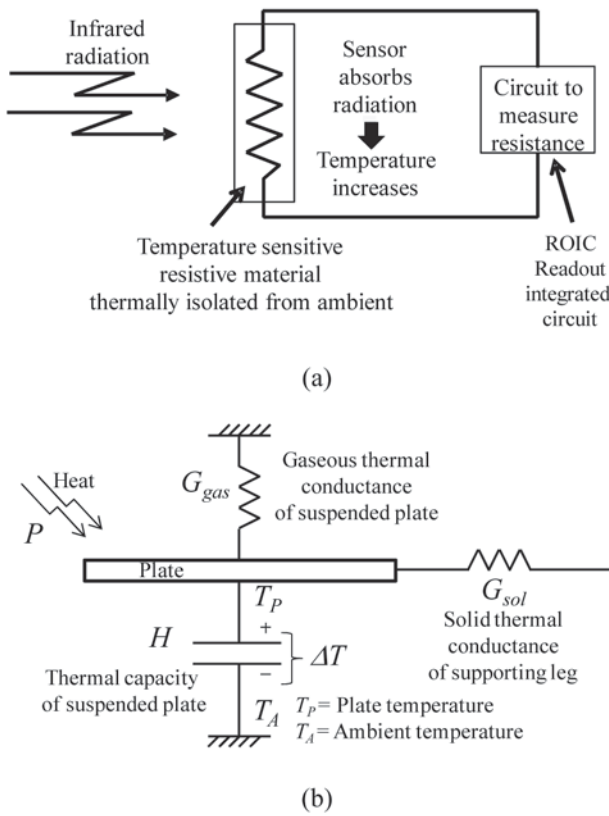 Infrared
radiation
Sensor
absorbs
radiation
Temperature
increases
Circuit to
measure
resistance
Temperature sensitive
resistive material
thermally isolated from ambient
ROIC
Readout
integrated
circuit
(a)
Heat
P
G_gas
Gaseous thermal
conductance
of suspended plate
Plate
T_P
G_sol
Solid thermal
conductance
of supporting leg
H
+
ΔT
−
Thermal capacity
of suspended plate
T_A
T_P = Plate temperature
T_A = Ambient temperature
(b)